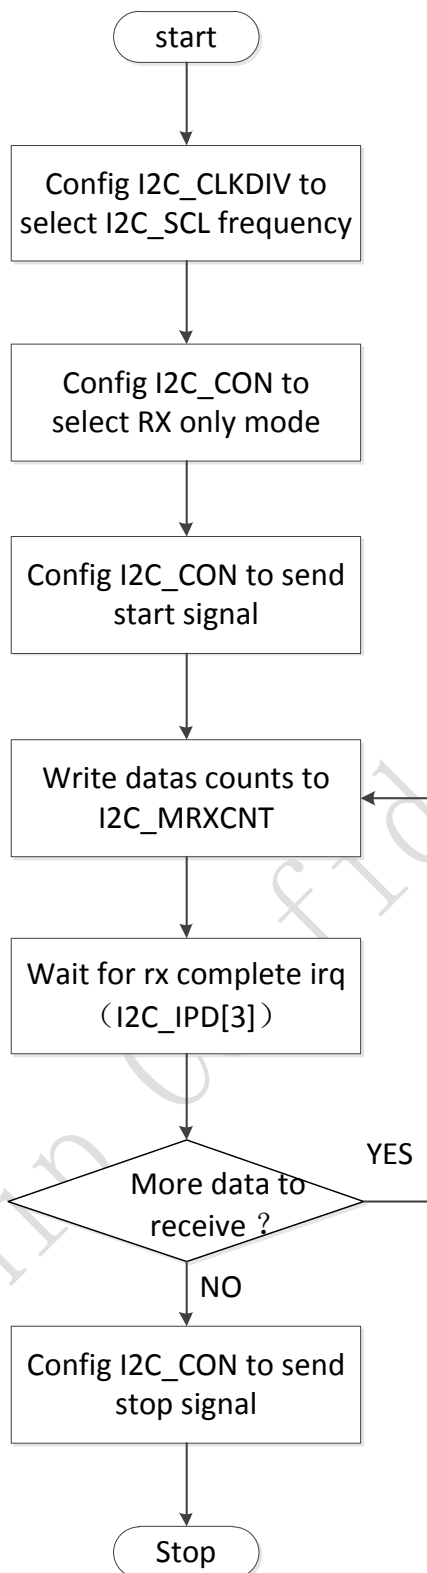 start
Config I2C_CLKDIV to
select I2C_SCL frequency
Config I2C_CON to
select RX only mode
Config I2C_CON to send
start signal
Write datas counts to
I2C_MRXCNT
Wait for rx complete irq
（I2C_IPD[3]）
More data to
receive ？
YES
NO
Config I2C_CON to send
stop signal
Stop